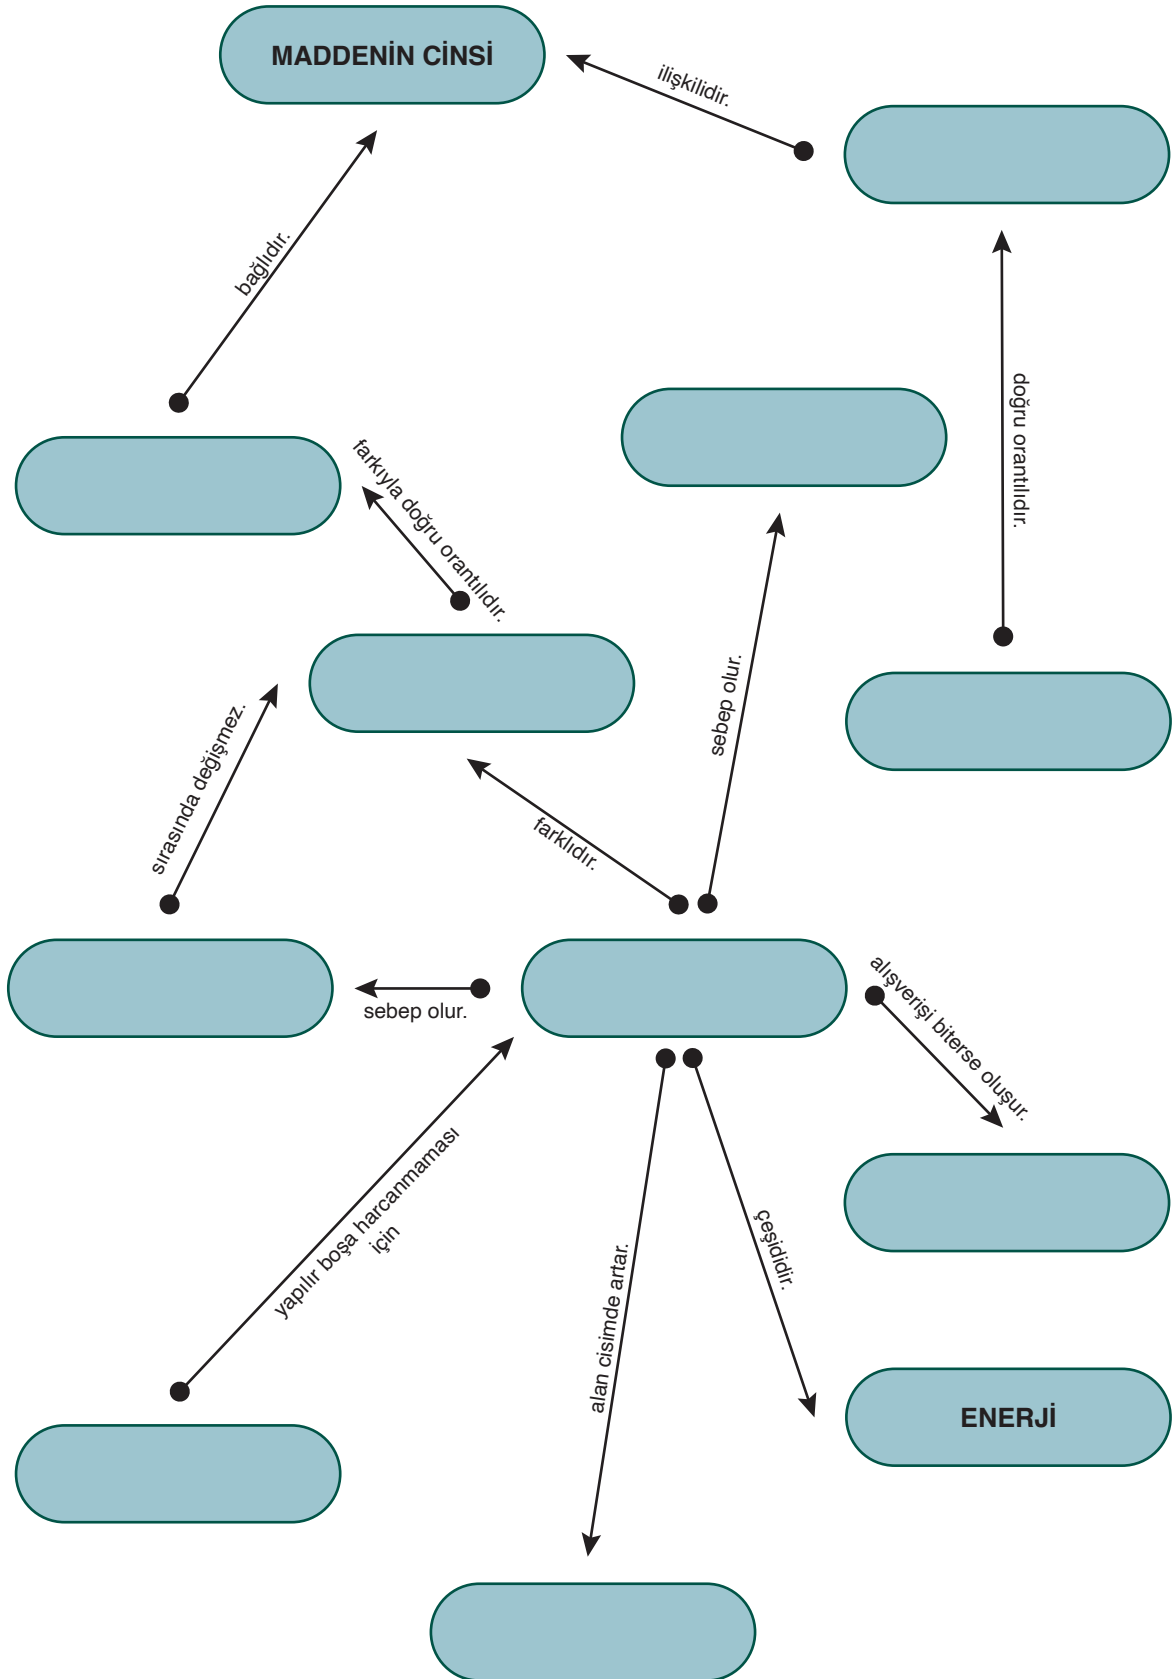 MADDENİN CİNSİ
ilişkilidir.
bağlıdır.
doğru orantılıdır.
farkıyla doğru orantılıdır.
sebep olur.
sırasında değişmez.
farklıdır.
sebep olur.
alışverişi biterse oluşur.
yapılır boşa harcanmaması
için
alan cisimde artar.
çeşididir.
ENERJİ